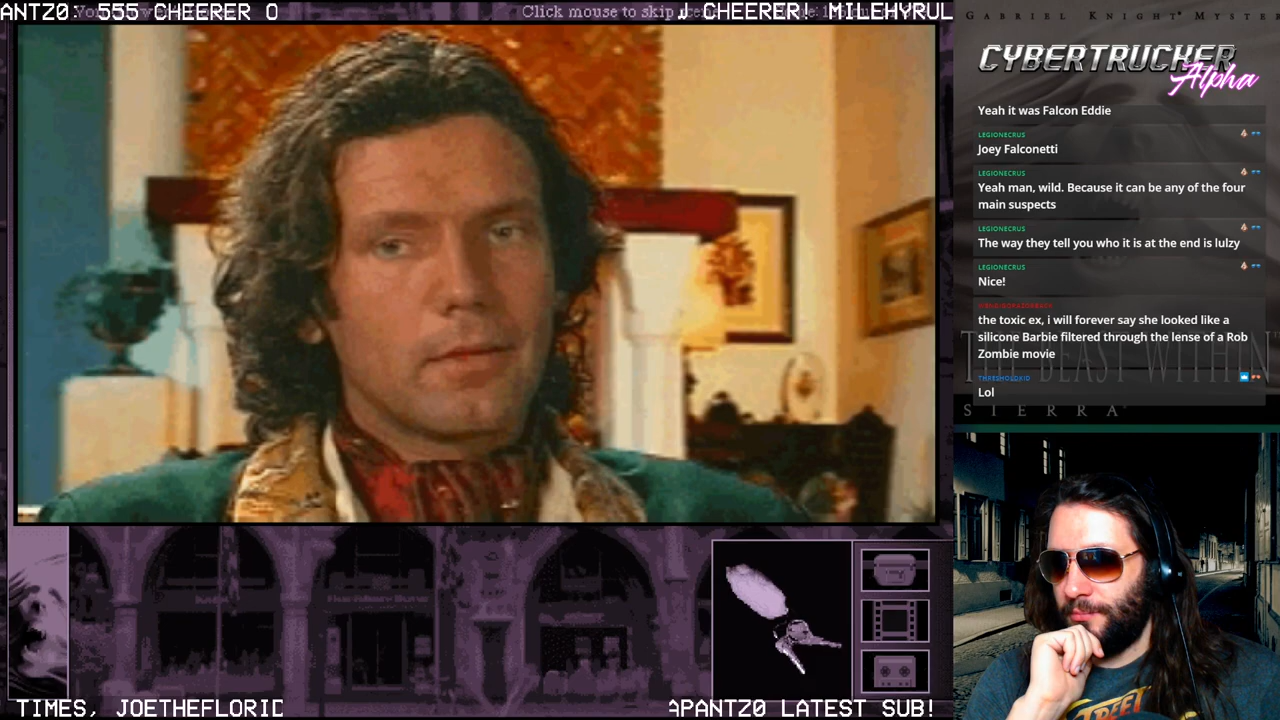 ANTZ0: 555 CHEERER O
Click mouse to skip
CHEERER! MILEHYRUL
GABRIEL KNIGHT MYSTER
CYBERTRUCKER
Alpha
Yeah it was Falcon Eddie
LEGIONECRUS
Joey Falconetti
LEGIONECRUS
Yeah man, wild. Because it can be any of the four
main suspects
LEGIONECRUS
The way they tell you who it is at the end is lulzy
LEGIONECRUS
Nice!
the toxic ex, i will forever say she looked like a
silicone Barbie filtered through the lense of a Rob
Zombie movie
THE BEAST WITHIN
THRESHOLDXID
Lol
SIERRA
STREET
TIMES, JOETHEFLORID
PANTZ0 LATEST SUB!